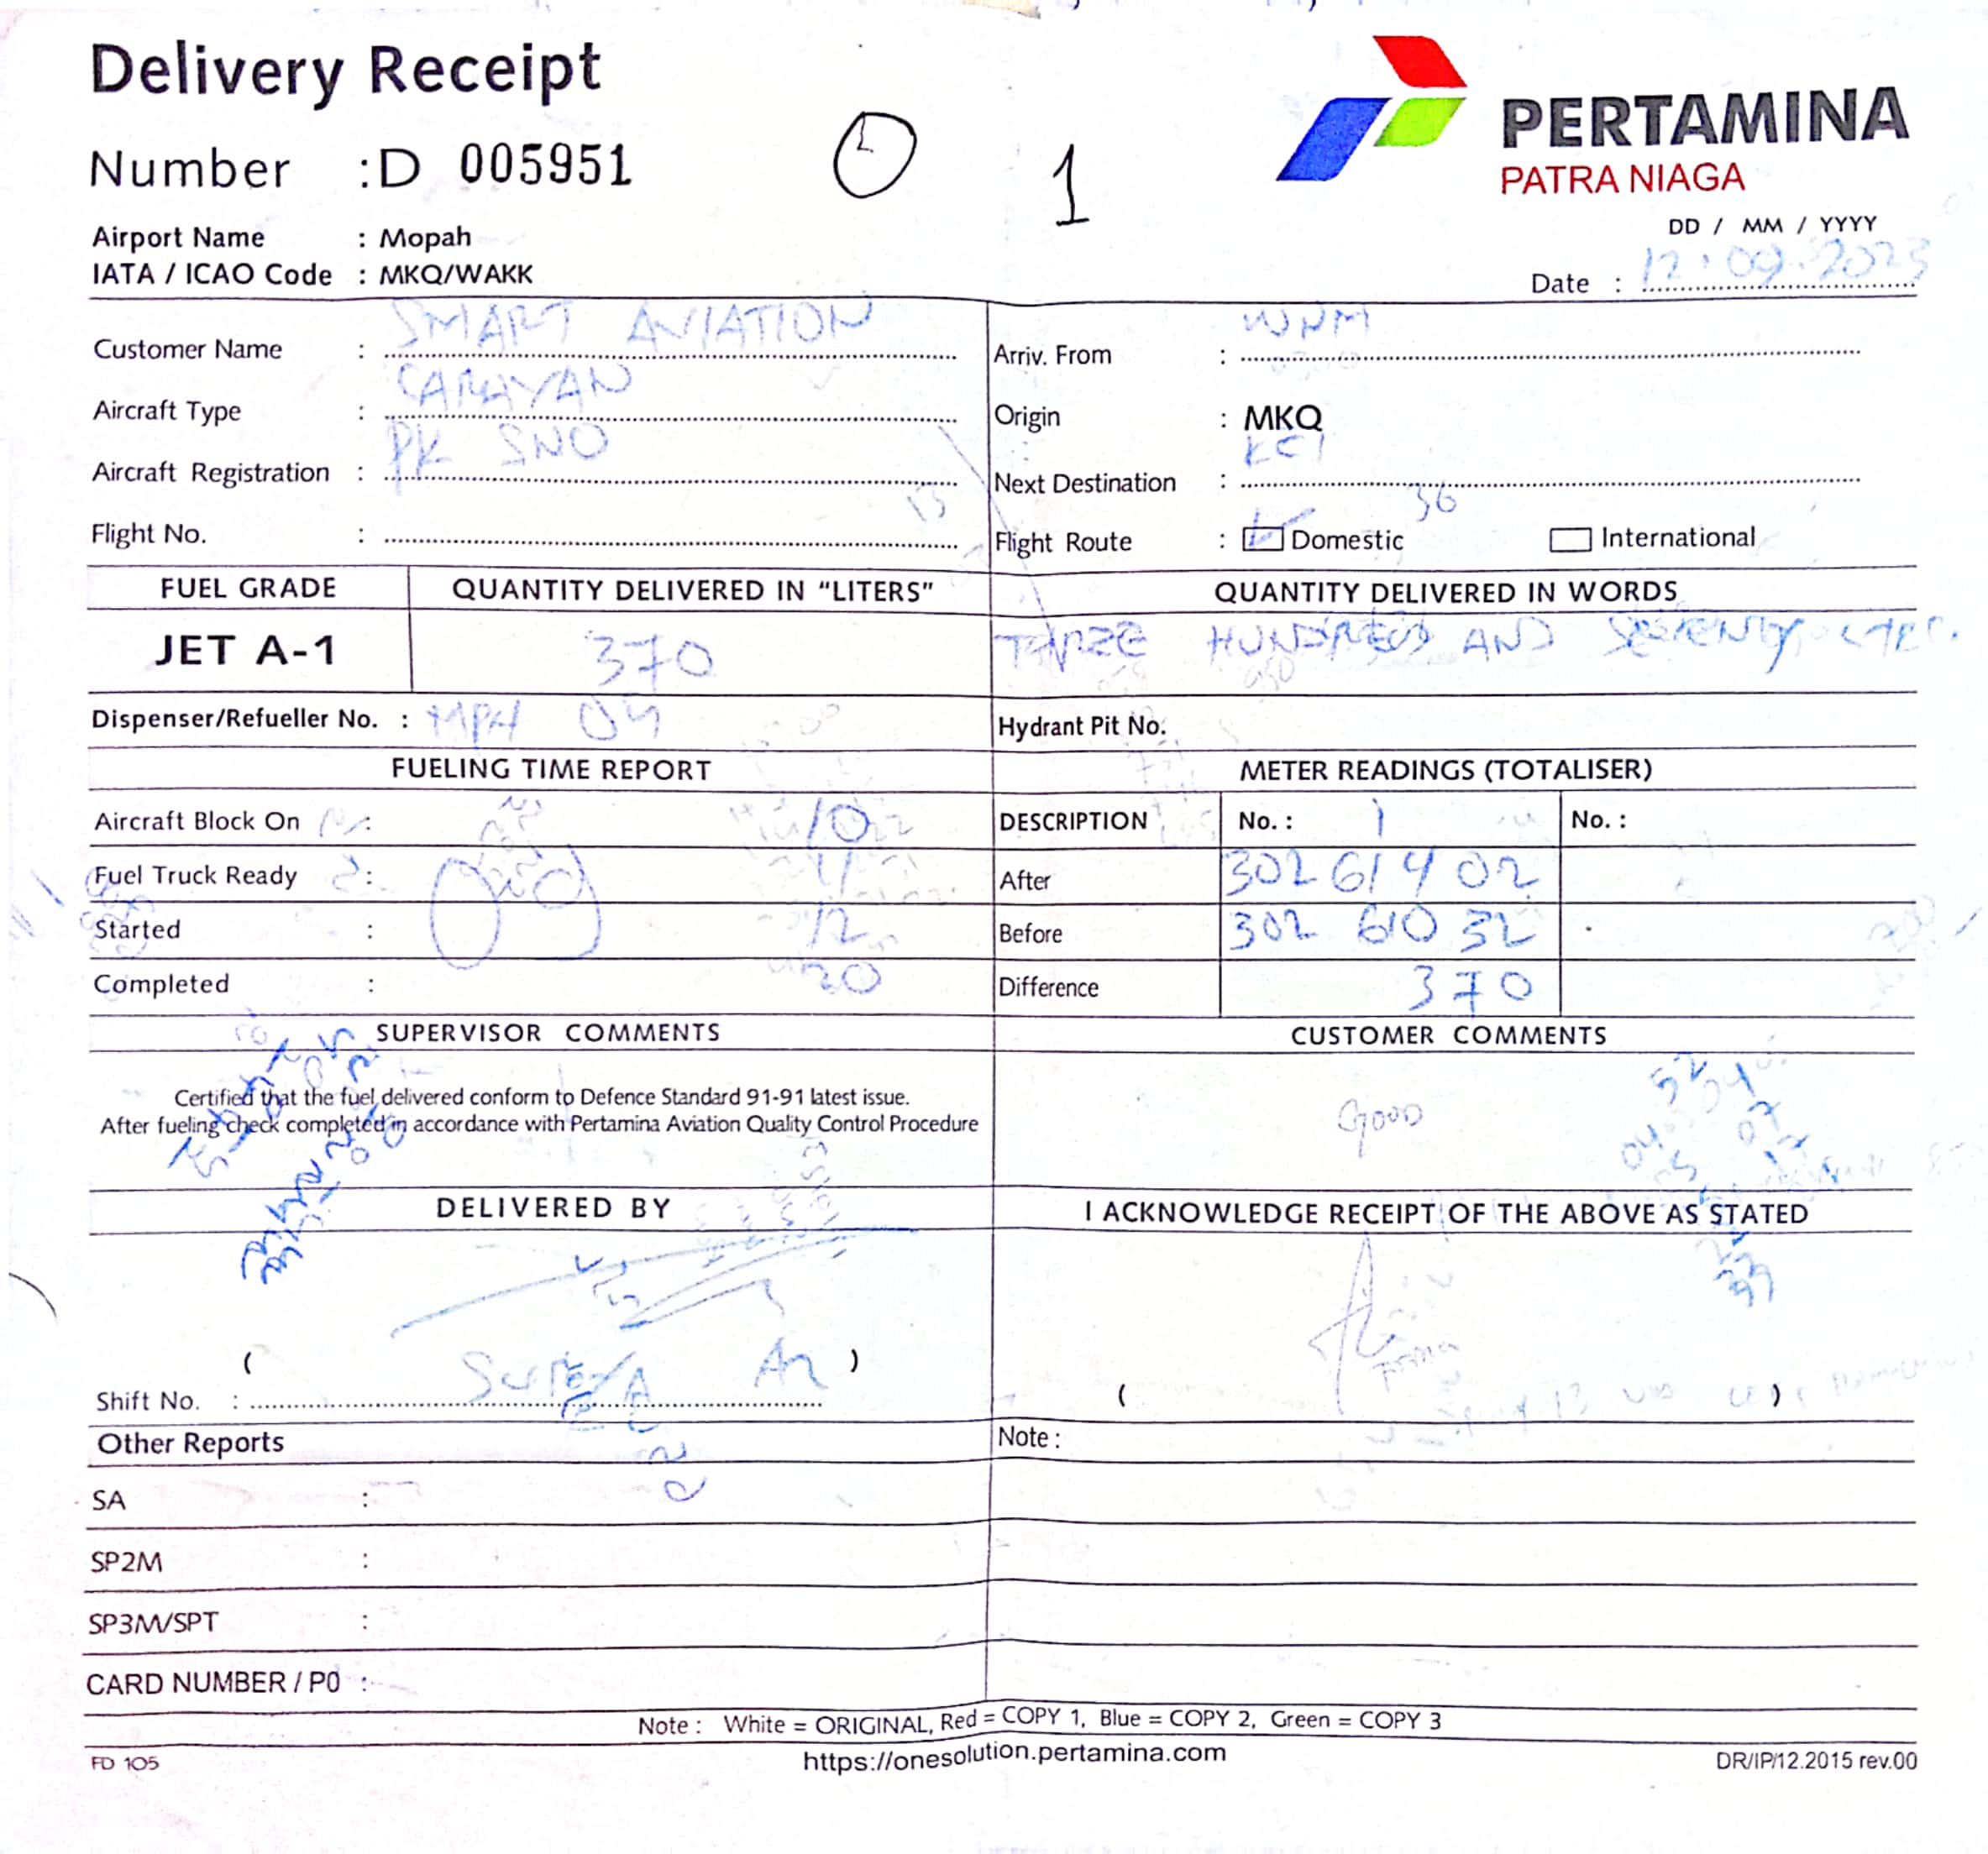 Delivery Receipt
PERTAMINA
PATRA NIAGA
Number : D 005951
1
Airport Name : Mopah
IATA / ICAO Code : MKQ/WAKK
DD / MM / YYYY
Date : 12.09.2023
Customer Name : SMART AVIATION
Arriv. From :
Aircraft Type : CARAVAN
Origin : MKQ
Aircraft Registration : PK SNO
Next Destination :
Flight No. :
Flight Route : Domestic International
36
FUEL GRADE QUANTITY DELIVERED IN "LITERS" QUANTITY DELIVERED IN WORDS
JET A-1 370 HUNDRED AND SEVENTY
Dispenser/Refueller No. : MPH 04 Hydrant Pit No.
FUELING TIME REPORT METER READINGS (TOTALISER)
Aircraft Block On : 10 DESCRIPTION No. : 1 No. :
Fuel Truck Ready : After 302 614 02
Started : 12 Before 302 610 32
Completed : 20 Difference 370
SUPERVISOR COMMENTS CUSTOMER COMMENTS
Certified that the fuel delivered conform to Defence Standard 91-91 latest issue.
After fueling check completed in accordance with Pertamina Aviation Quality Control Procedure
GOOD
DELIVERED BY I ACKNOWLEDGE RECEIPT OF THE ABOVE AS STATED
( ) ( )
Shift No. :
Other Reports Note :
SA :
SP2M :
SP3M/SPT :
CARD NUMBER / PO :
Note : White = ORIGINAL, Red = COPY 1, Blue = COPY 2, Green = COPY 3
FD 105 https://onesolution.pertamina.com DR/IP/12.2015 rev.00